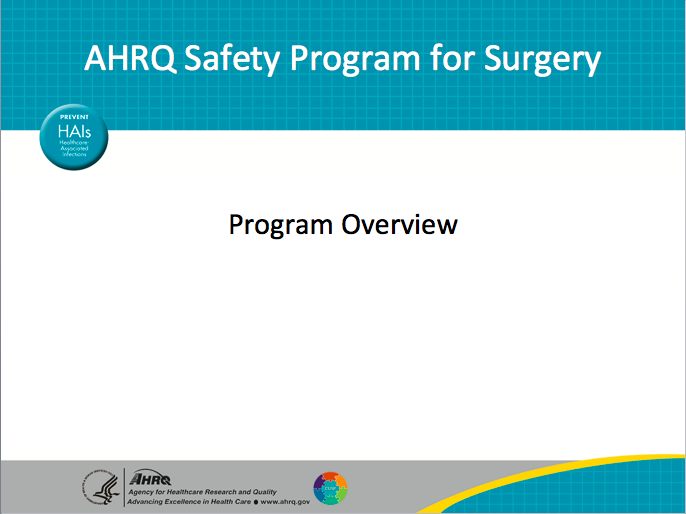 AHRQ Safety Program for Surgery
PREVENT
HAIs
Healthcare-
Associated
Infections
Program Overview
AHRQ
Agency for Healthcare Research and Quality
Advancing Excellence in Health Care ● www.ahrq.gov